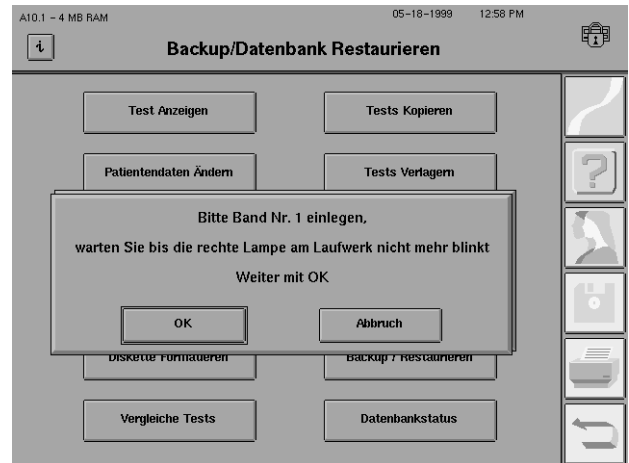 A10.1 - 4 MB RAM
05-18-1999 12:58 PM
i
Backup/Datenbank Restaurieren
Test Anzeigen
Tests Kopieren
Patientendaten Ändern
Tests Verlagern
Bitte Band Nr. 1 einlegen,
warten Sie bis die rechte Lampe am Laufwerk nicht mehr blinkt
Weiter mit OK
OK
Abbruch
Diskette Formatieren
Backup / Restaurieren
Vergleiche Tests
Datenbankstatus